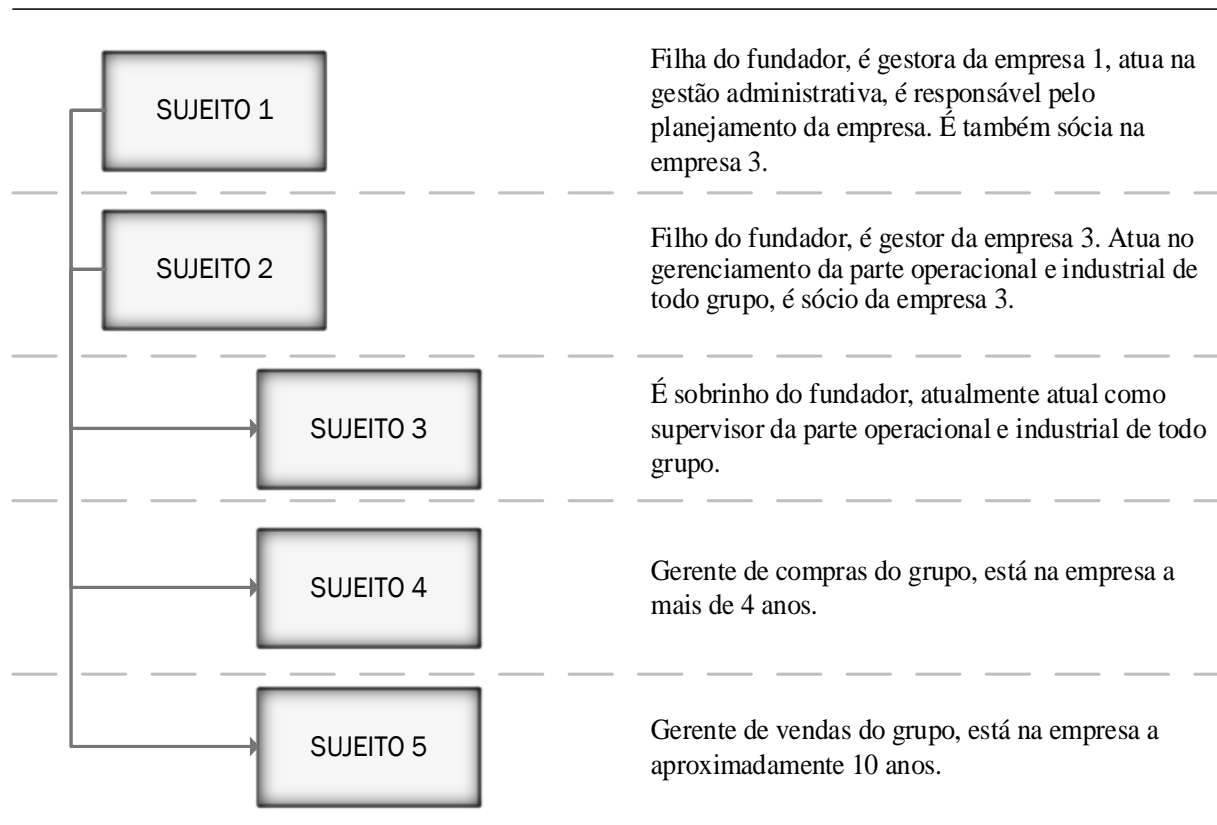 SUJEITO 1
Filha do fundador, é gestora da empresa 1, atua na
gestão administrativa, é responsável pelo
planejamento da empresa. É também sócia na
empresa 3.
SUJEITO 2
Filho do fundador, é gestor da empresa 3. Atua no
gerenciamento da parte operacional e industrial de
todo grupo, é sócio da empresa 3.
SUJEITO 3
É sobrinho do fundador, atualmente atual como
supervisor da parte operacional e industrial de todo
grupo.
SUJEITO 4
Gerente de compras do grupo, está na empresa a
mais de 4 anos.
SUJEITO 5
Gerente de vendas do grupo, está na empresa a
aproximadamente 10 anos.